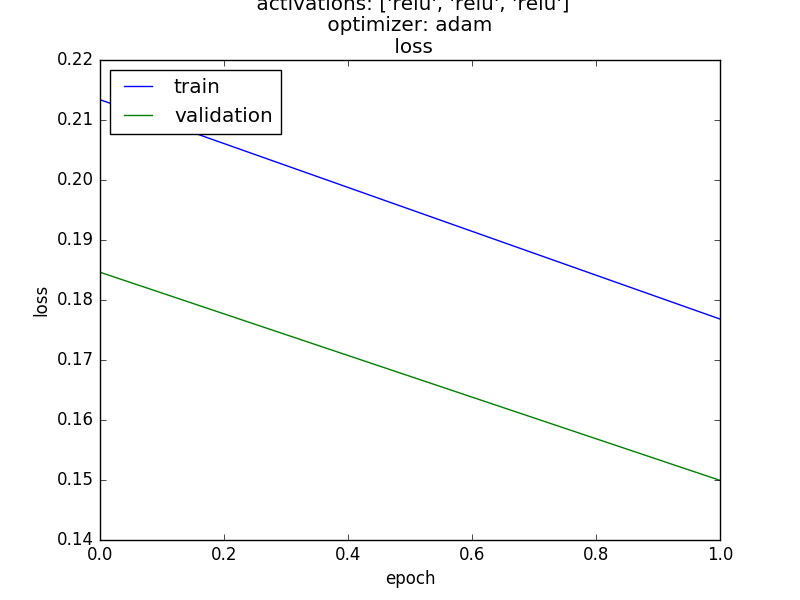 activations: ['relu', 'relu', 'relu']
optimizer: adam
loss
0.22
train
validation
0.21
0.20
0.19
0.18
loss
0.17
0.16
0.15
0.14
0.0 0.2 0.4 0.6 0.8 1.0
epoch